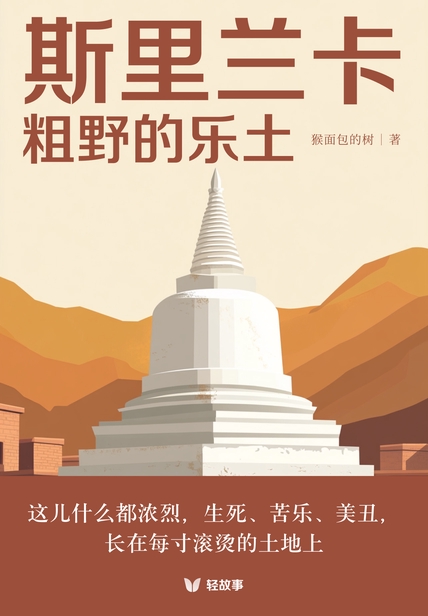 斯里兰卡
粗野的乐土
猴面包的树｜著
这儿什么都浓烈，生死、苦乐、美丑，
长在每寸滚烫的土地上
轻故事